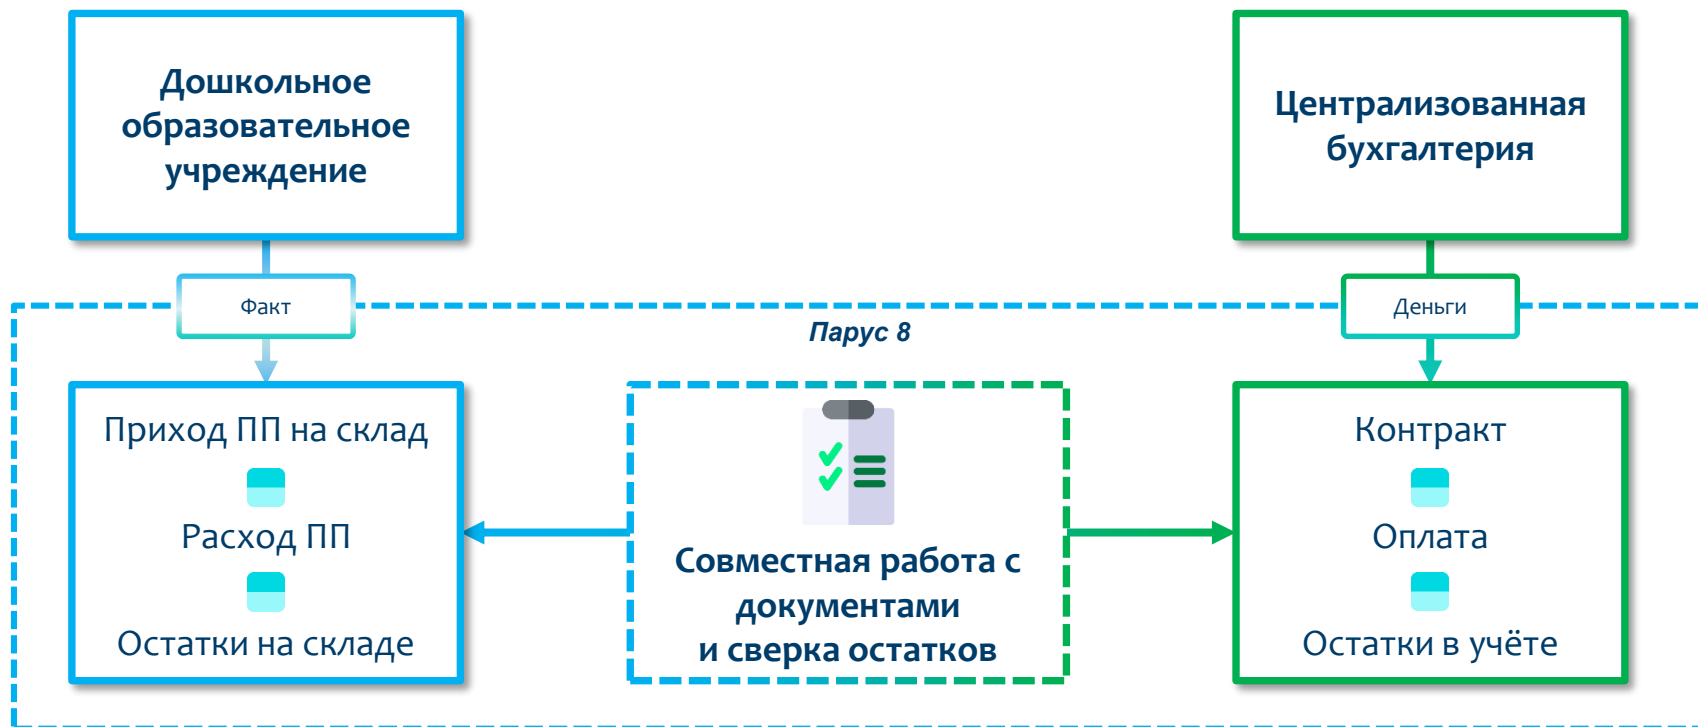 Дошкольное
образовательное
учреждение
Централизованная
бухгалтерия
Факт
Деньги
Парус 8
Приход ПП на склад
Расход ПП
Остатки на складе
Совместная работа с
документами
и сверка остатков
Контракт
Оплата
Остатки в учёте